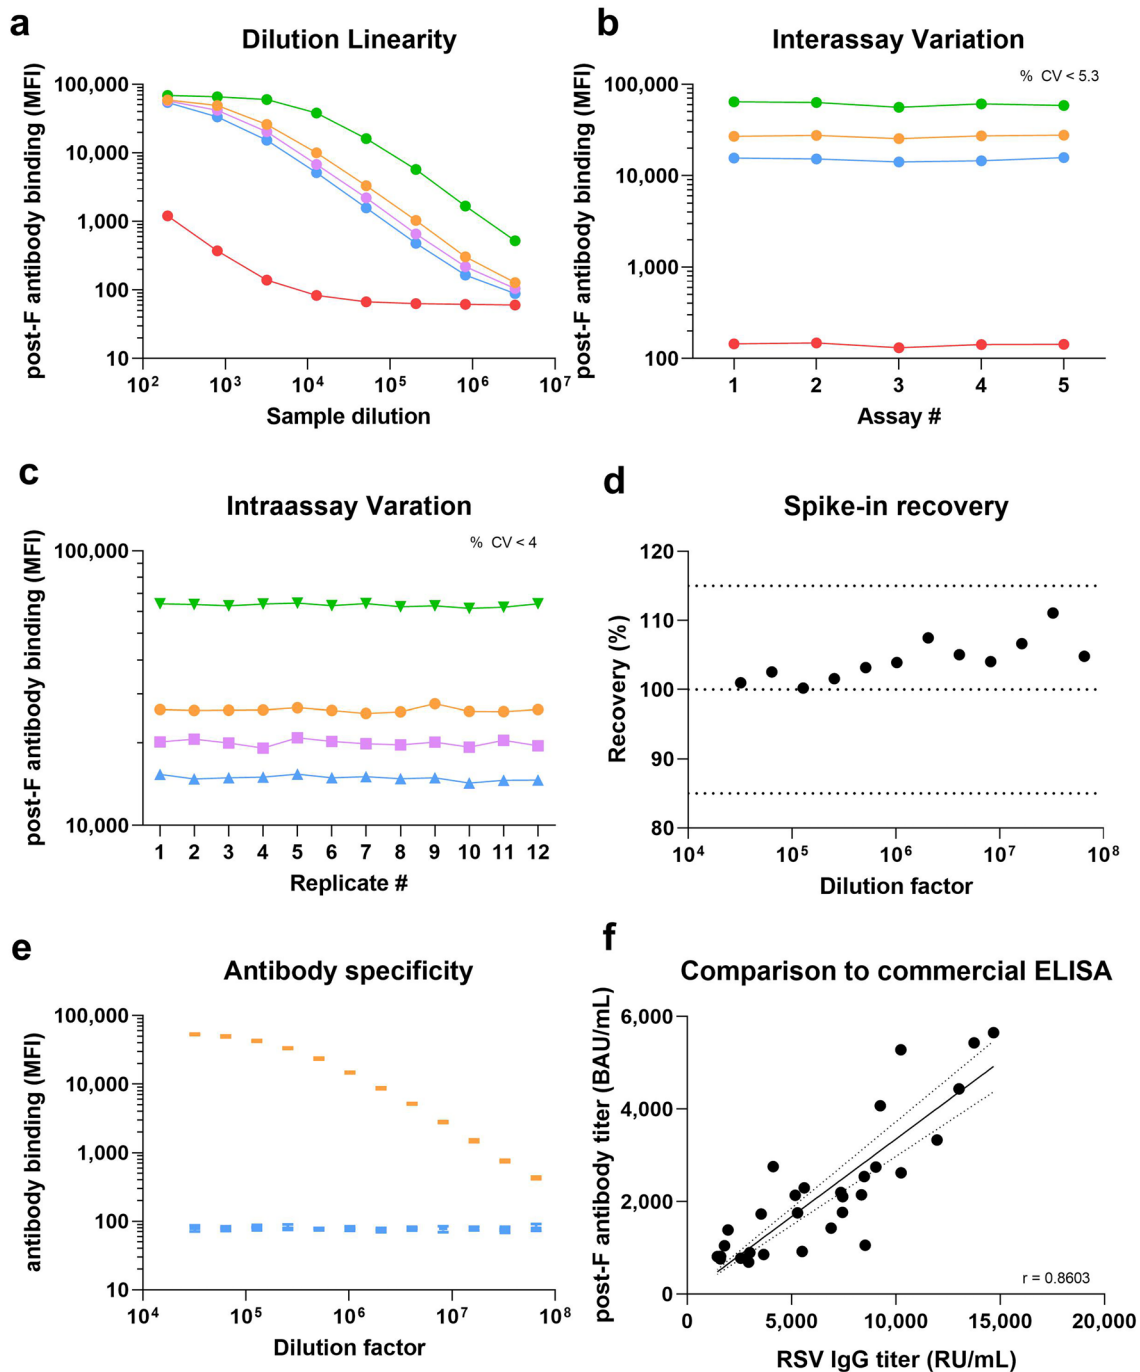 a
Dilution Linearity
post-F antibody binding (MFI)
100,000
10,000
1,000
100
10
10² 10³ 10⁴ 10⁵ 10⁶ 10⁷
Sample dilution
b
Interassay Variation
% CV < 5.3
post-F antibody binding (MFI)
100,000
10,000
1,000
100
1 2 3 4 5
Assay #
c
Intraassay Varation
% CV < 4
post-F antibody binding (MFI)
100,000
10,000
1 2 3 4 5 6 7 8 9 10 11 12
Replicate #
d
Spike-in recovery
Recovery (%)
120
110
100
90
80
10⁴ 10⁵ 10⁶ 10⁷ 10⁸
Dilution factor
e
Antibody specificity
antibody binding (MFI)
100,000
10,000
1,000
100
10
10⁴ 10⁵ 10⁶ 10⁷ 10⁸
Dilution factor
f
Comparison to commercial ELISA
post-F antibody titer (BAU/mL)
6,000
4,000
2,000
0
r = 0.8603
0 5,000 10,000 15,000 20,000
RSV IgG titer (RU/mL)